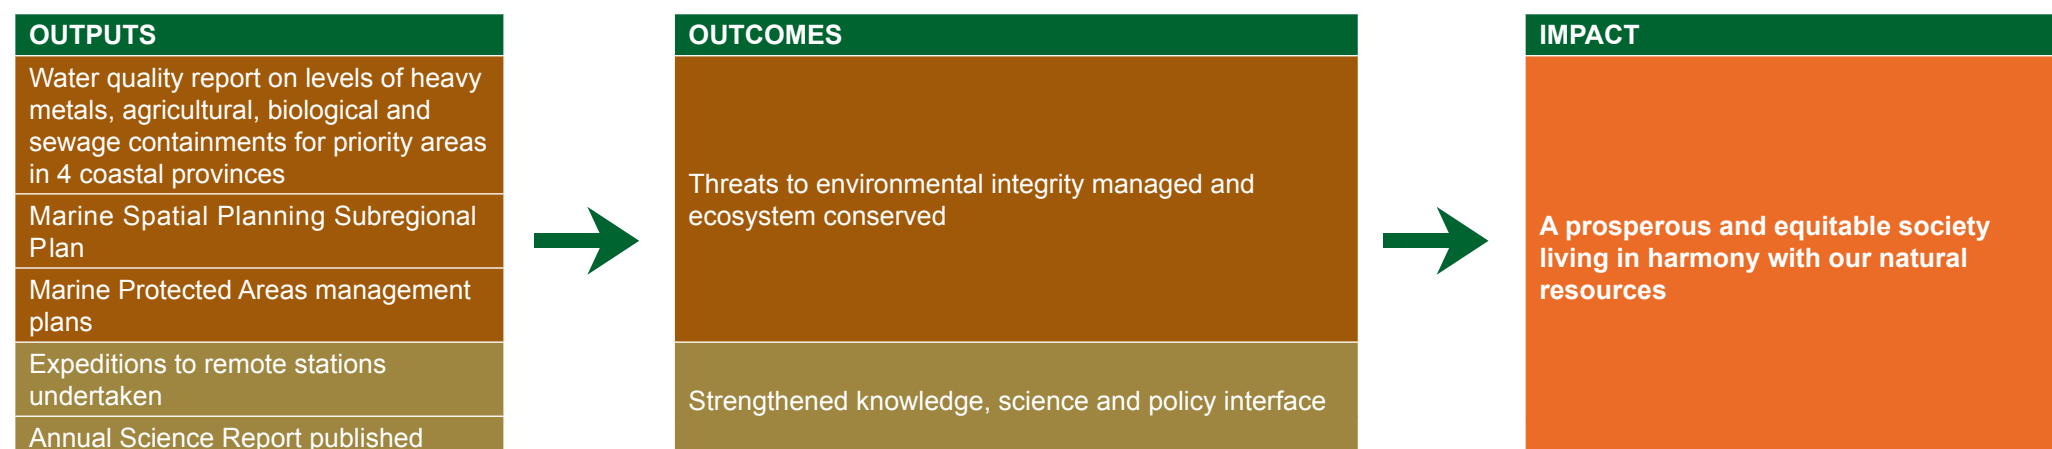 OUTPUTS
Water quality report on levels of heavy
metals, agricultural, biological and
sewage containments for priority areas
in 4 coastal provinces
Marine Spatial Planning Subregional
Plan
Marine Protected Areas management
plans
Expeditions to remote stations
undertaken
Annual Science Report published
OUTCOMES
Threats to environmental integrity managed and
ecosystem conserved
Strengthened knowledge, science and policy interface
IMPACT
A prosperous and equitable society
living in harmony with our natural
resources